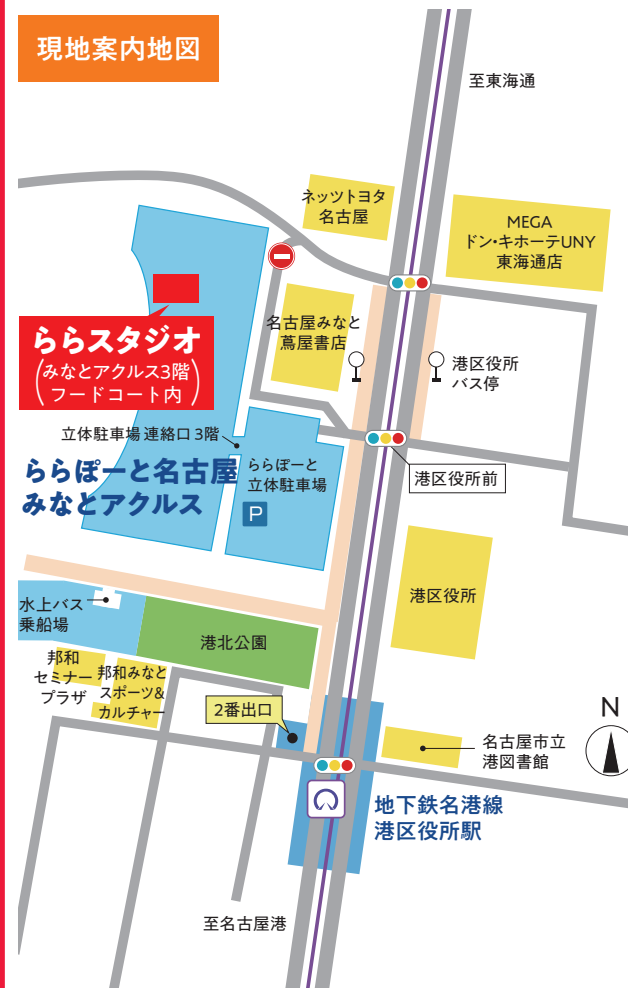 現地案内地図
至東海通
ネッツトヨタ
名古屋
MEGA
ドン・キホーテUNY
東海通店
ららスタジオ
(みなとアクルス3階
フードコート内)
名古屋みなと
蔦屋書店
港区役所
バス停
立体駐車場 連絡口 3階
ららぽーと名古屋
みなとアクルス
ららぽーと
立体駐車場
P
港区役所前
港区役所
水上バス
乗船場
港北公園
邦和
セミナー
プラザ
邦和みなと
スポーツ&
カルチャー
2番出口
名古屋市立
港図書館
N
地下鉄名港線
港区役所駅
至名古屋港